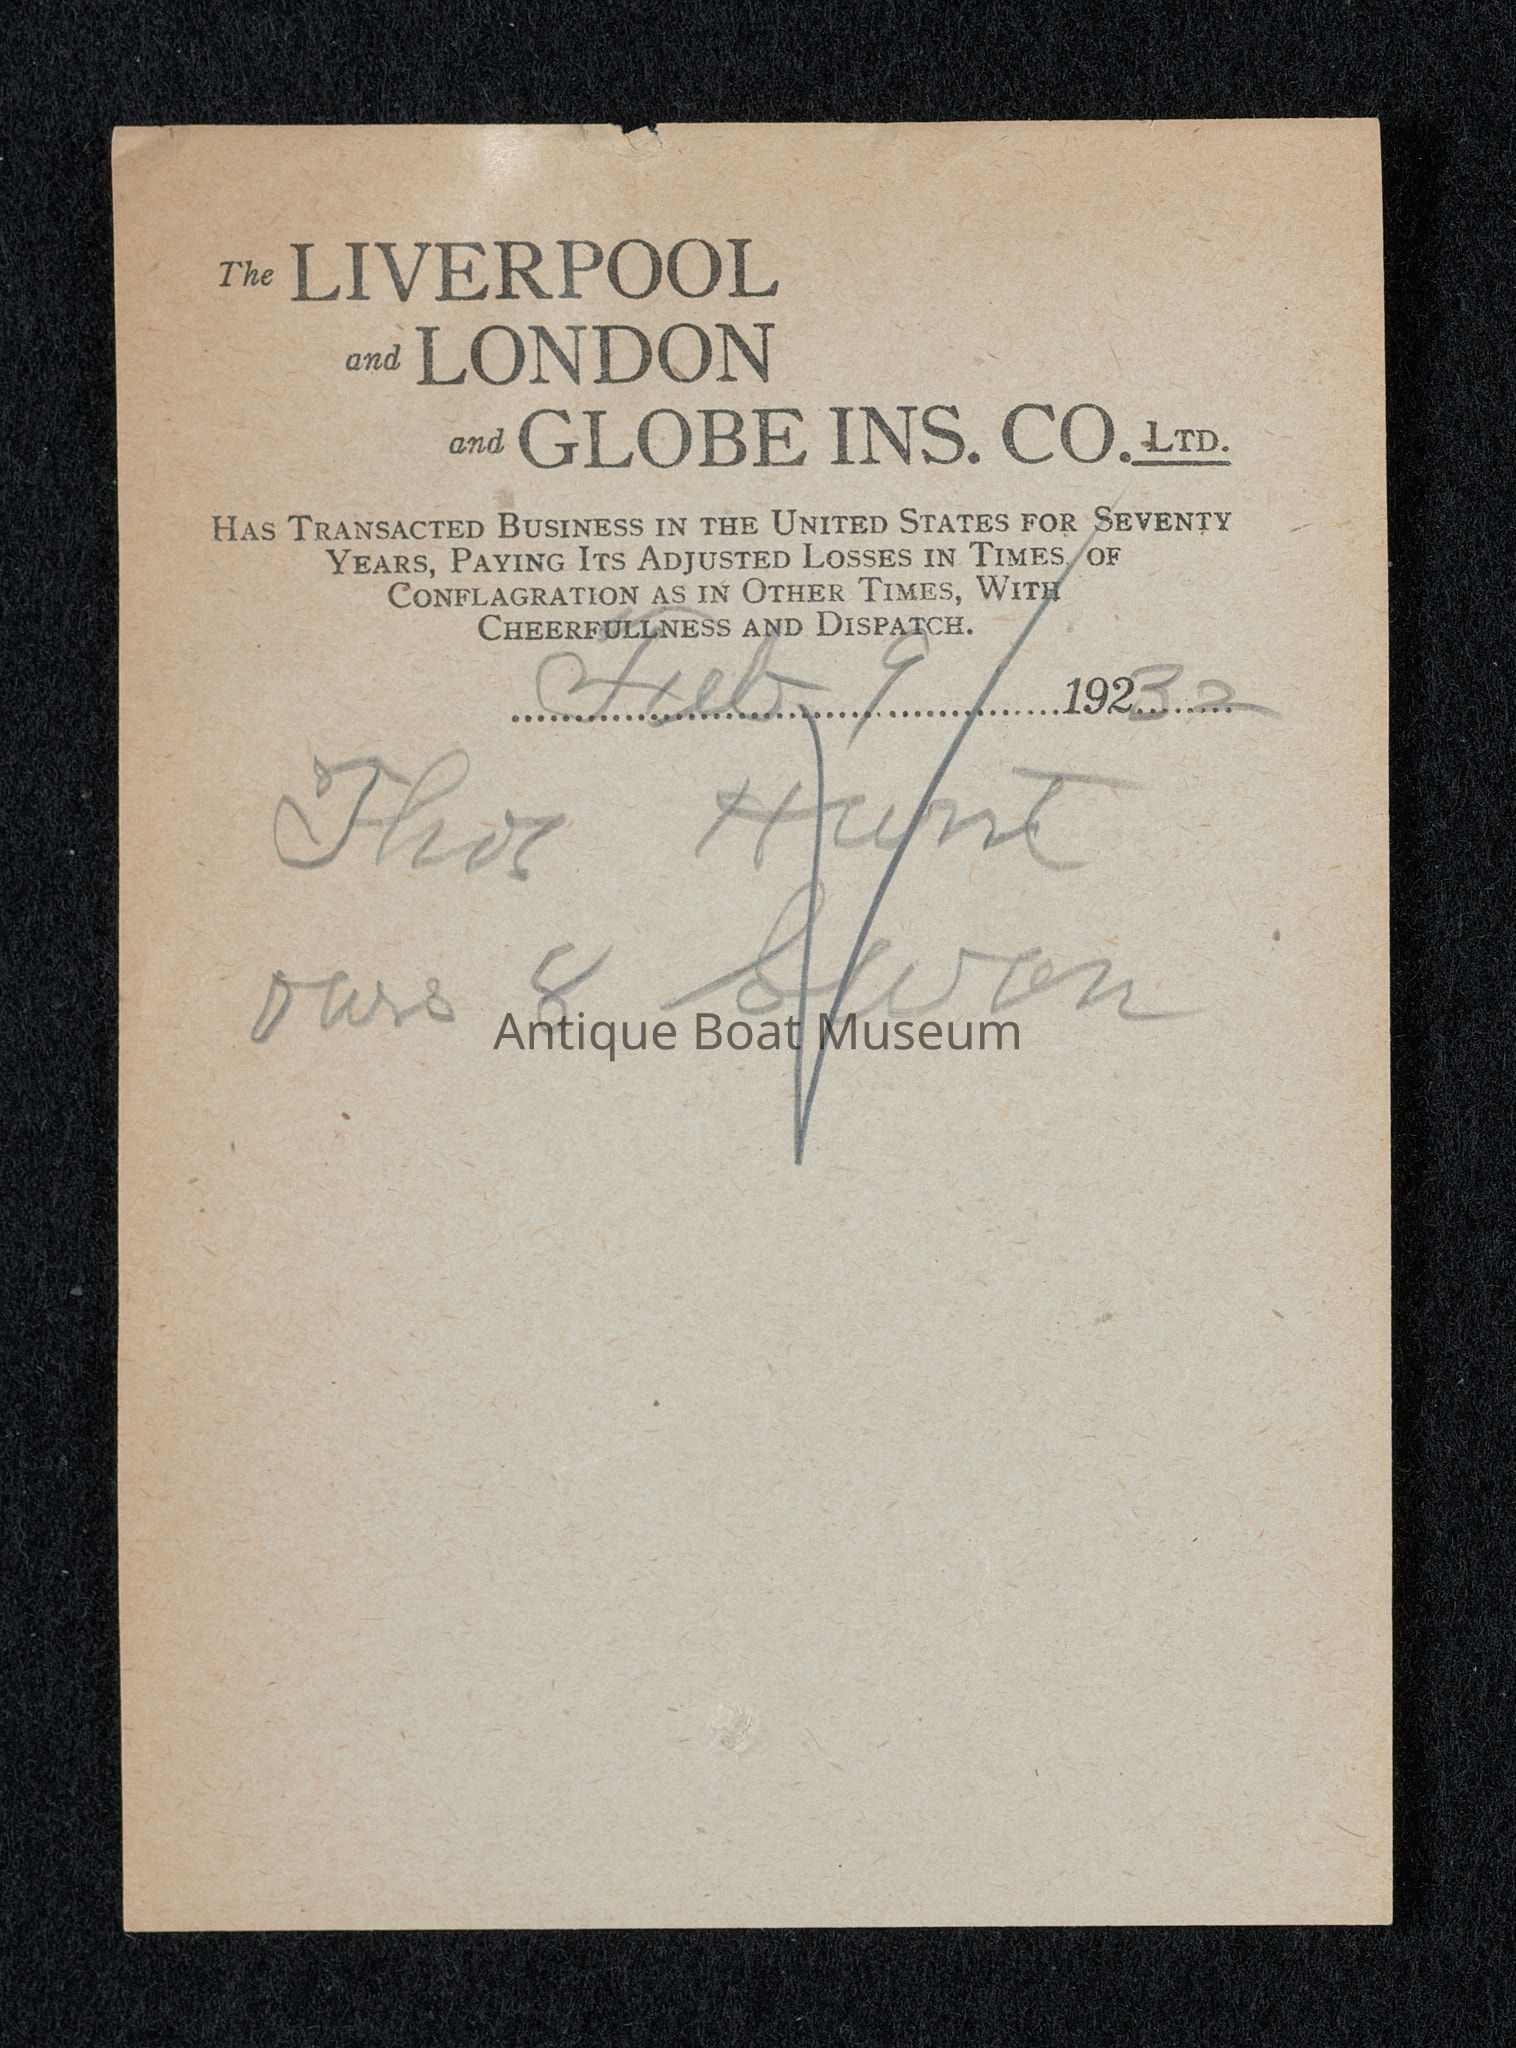 The LIVERPOOL
and LONDON
and GLOBE INS. CO. LTD.
HAS TRANSACTED BUSINESS IN THE UNITED STATES FOR SEVENTY
YEARS, PAYING ITS ADJUSTED LOSSES IN TIMES OF
CONFLAGRATION AS IN OTHER TIMES, WITH
CHEERFULLNESS AND DISPATCH.
Feb 9 19232
Thos Hunt
oars &
Antique Boat Museum